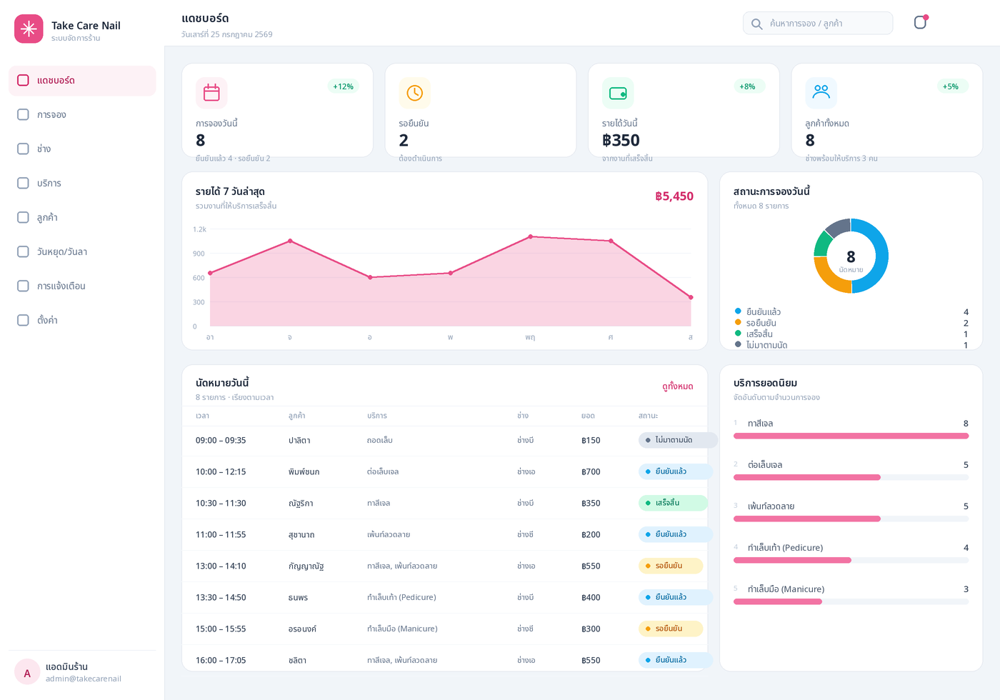 Take Care Nail
ระบบจัดการร้าน
แดชบอร์ด
การจอง
ช่าง
บริการ
ลูกค้า
วันหยุด/วันลา
การแจ้งเตือน
ตั้งค่า
A
แอดมินร้าน
admin@takecarenail
แดชบอร์ด
วันเสาร์ที่ 25 กรกฎาคม 2569
ค้นหาการจอง / ลูกค้า
+12%
การจองวันนี้
8
ยืนยันแล้ว 4 · รอยืนยัน 2
รอยืนยัน
2
ต้องดำเนินการ
+8%
รายได้วันนี้
฿350
จากงานที่เสร็จสิ้น
+5%
ลูกค้าทั้งหมด
8
ช่างพร้อมให้บริการ 3 คน
รายได้ 7 วันล่าสุด
รวมงานที่ให้บริการเสร็จสิ้น
฿5,450
1.2k
900
600
300
0
อา จ อ พ พฤ ศ ส
สถานะการจองวันนี้
ทั้งหมด 8 รายการ
8
นัดหมาย
ยืนยันแล้ว 4
รอยืนยัน 2
เสร็จสิ้น 1
ไม่มาตามนัด 1
นัดหมายวันนี้
8 รายการ · เรียงตามเวลา
ดูทั้งหมด
เวลา ลูกค้า บริการ ช่าง ยอด สถานะ
09:00 – 09:35 ปาลิตา ถอดเล็บ ช่างบี ฿150 ไม่มาตามนัด
10:00 – 12:15 พิมพ์ชนก ต่อเล็บเจล ช่างเอ ฿700 ยืนยันแล้ว
10:30 – 11:30 ณัฐริกา ทาสีเจล ช่างบี ฿350 เสร็จสิ้น
11:00 – 11:55 สุชานาถ เพ้นท์ลวดลาย ช่างซี ฿200 ยืนยันแล้ว
13:00 – 14:10 กัญญาณัฐ ทาสีเจล, เพ้นท์ลวดลาย ช่างเอ ฿550 รอยืนยัน
13:30 – 14:50 ธนพร ทำเล็บเท้า (Pedicure) ช่างบี ฿400 ยืนยันแล้ว
15:00 – 15:55 อรอนงค์ ทำเล็บมือ (Manicure) ช่างซี ฿300 รอยืนยัน
16:00 – 17:05 ชลิตา ทาสีเจล, เพ้นท์ลวดลาย ช่างเอ ฿550 ยืนยันแล้ว
บริการยอดนิยม
จัดอันดับตามจำนวนการจอง
1 ทาสีเจล 8
2 ต่อเล็บเจล 5
3 เพ้นท์ลวดลาย 5
4 ทำเล็บเท้า (Pedicure) 4
5 ทำเล็บมือ (Manicure) 3